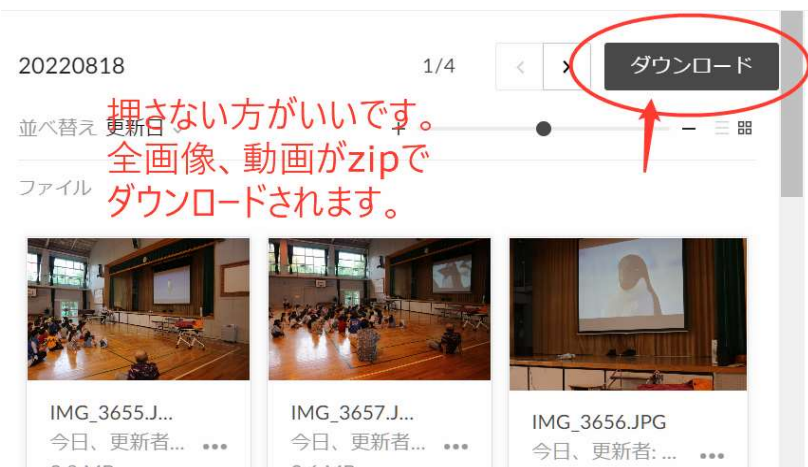 20220818
1/4
ダウンロード
並べ替え 更新日
押さない方がいいです。
全画像、動画がzipで
ダウンロードされます。
ファイル
IMG_3655.J...
今日、更新者...
IMG_3657.J...
今日、更新者...
IMG_3656.JPG
今日、更新者: ...